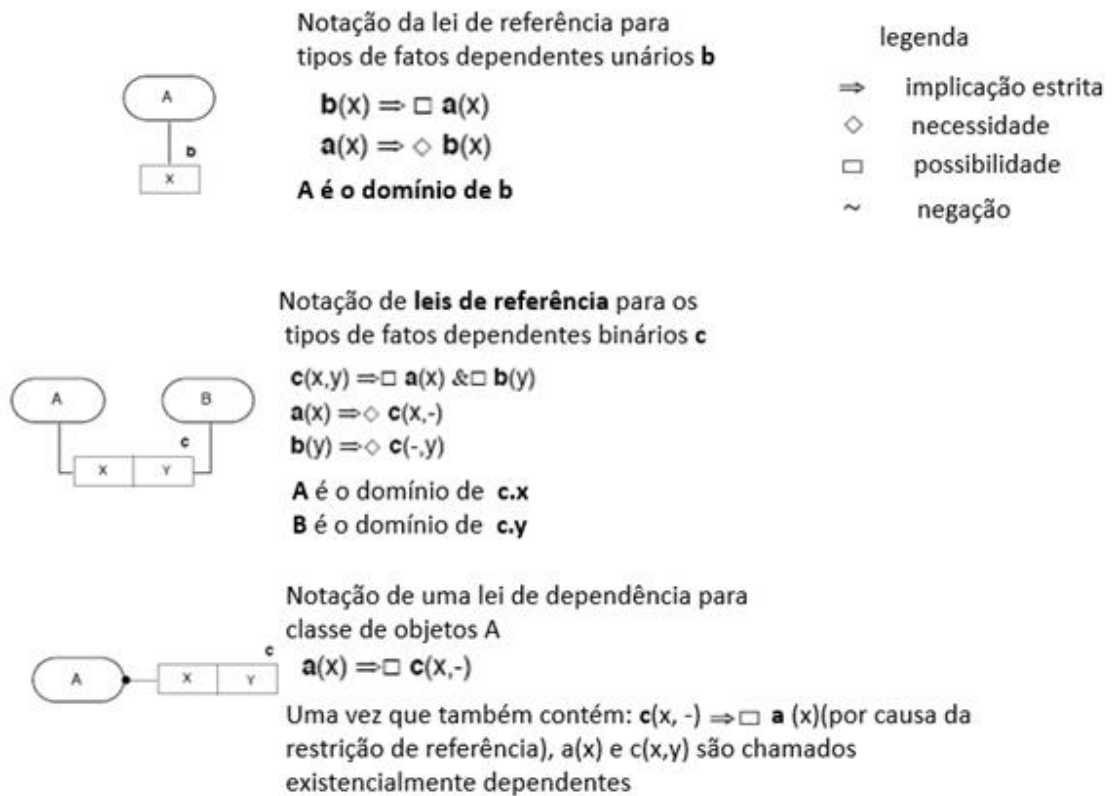 Notação da lei de referência para
tipos de fatos dependentes unários b
A
b
X
b(x) ⇒ □ a(x)
a(x) ⇒ ◇ b(x)
A é o domínio de b
legenda
⇒ implicação estrita
◇ necessidade
□ possibilidade
~ negação
Notação de leis de referência para os
tipos de fatos dependentes binários c
A
B
c
X Y
c(x,y) ⇒□ a(x) &□ b(y)
a(x) ⇒◇ c(x,-)
b(y) ⇒◇ c(-,y)
A é o domínio de c.x
B é o domínio de c.y
Notação de uma lei de dependência para
classe de objetos A
A
c
X Y
a(x) ⇒□ c(x,-)
Uma vez que também contém: c(x, -) ⇒□ a (x)(por causa da
restrição de referência), a(x) e c(x,y) são chamados
existencialmente dependentes